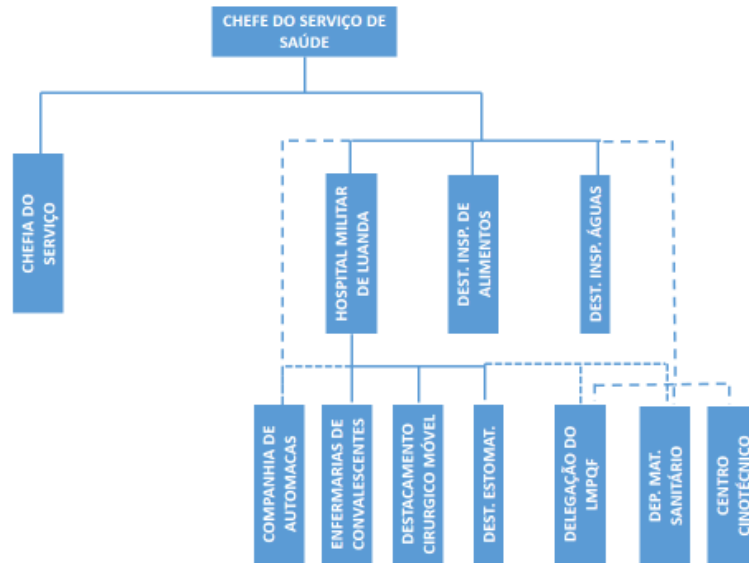 CHEFE DO SERVIÇO DE
SAÚDE
CHEFIA DO
SERVIÇO
HOSPITAL MILITAR
DE LUANDA
DEST. INSP. DE
ALIMENTOS
DEST. INSP. ÁGUAS
COMPANHIA DE
AUTOMACAS
ENFERMARIAS DE
CONVALESCENTES
DESTACAMENTO
CIRURGICO MÓVEL
DEST. ESTOMAT.
DELEGAÇÃO DO
LMPQF
DEP. MAT.
SANITÁRIO
CENTRO
CINOTÉCNICO